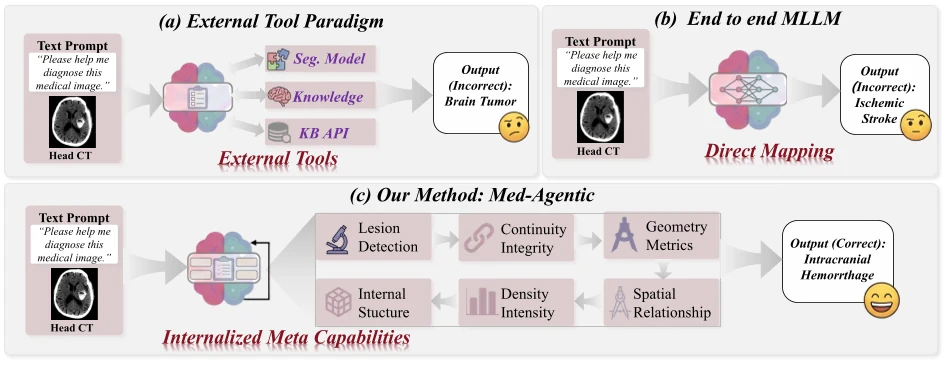 (a) External Tool Paradigm
Text Prompt
“Please help me
diagnose this
medical image.”
Head CT
Seg. Model
Knowledge
KB API
External Tools
Output
(Incorrect):
Brain Tumor
(b) End to end MLLM
Text Prompt
“Please help me
diagnose this
medical image.”
Head CT
Direct Mapping
Output
(Incorrect):
Ischemic
Stroke
(c) Our Method: Med-Agentic
Text Prompt
“Please help me
diagnose this
medical image.”
Head CT
Internalized Meta Capabilities
Lesion
Detection
Continuity
Integrity
Geometry
Metrics
Internal
Stucture
Density
Intensity
Spatial
Relationship
Output (Correct):
Intracranial
Hemorrhage